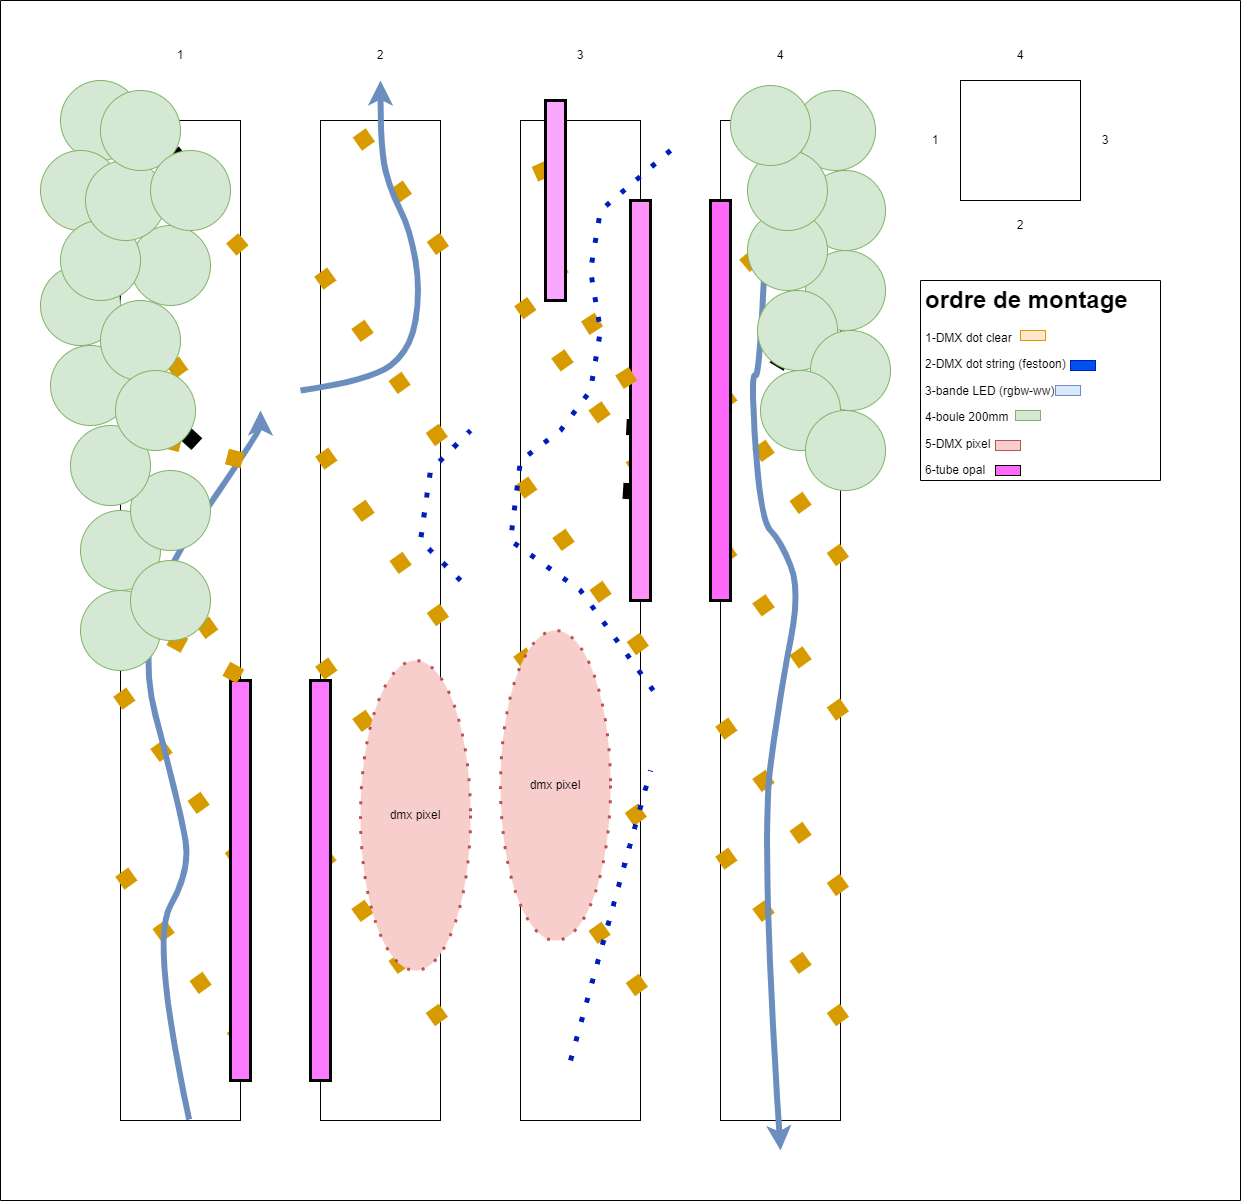 1
2
3
4
4
1
3
2
ordre de montage
1-DMX dot clear
2-DMX dot string (festoon)
3-bande LED (rgbw-ww)
4-boule 200mm
5-DMX pixel
6-tube opal
dmx pixel
dmx pixel